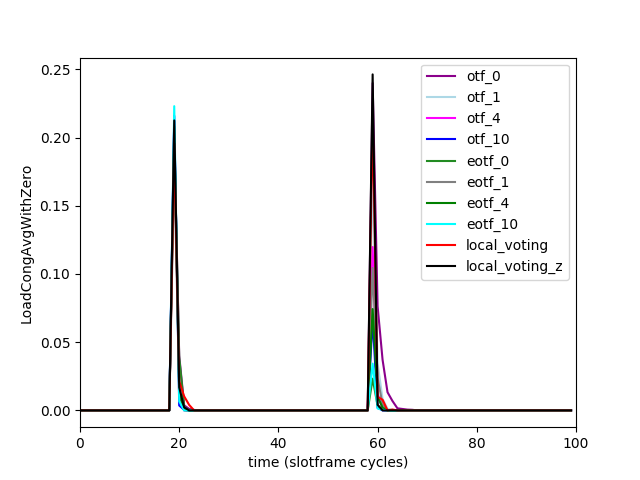 0.25
0.20
0.15
0.10
0.05
0.00
LoadCongAvgWithZero
0 20 40 60 80 100
time (slotframe cycles)
otf_0
otf_1
otf_4
otf_10
eotf_0
eotf_1
eotf_4
eotf_10
local_voting
local_voting_z